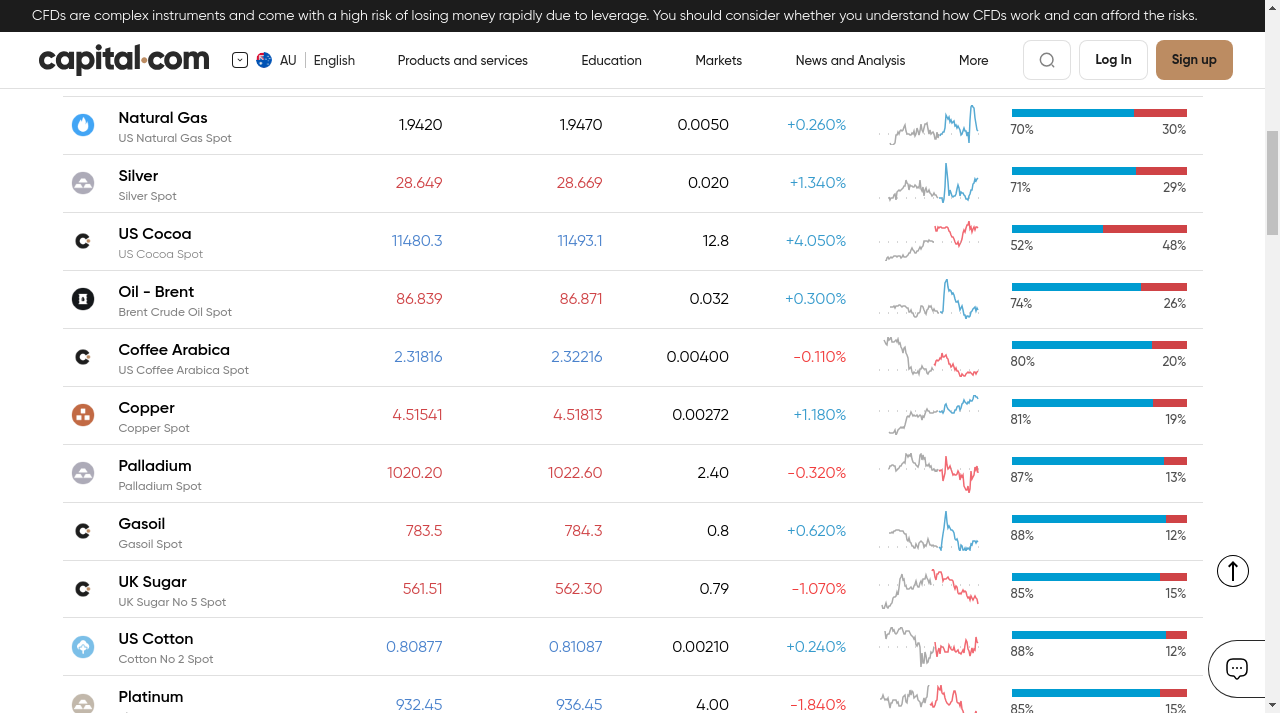 CFDs are complex instruments and come with a high risk of losing money rapidly due to leverage. You should consider whether you understand how CFDs work and can afford the risks.
capital.com AU English Products and services Education Markets News and Analysis More Log In Sign up
Natural Gas 1.9420 1.9470 0.0050 +0.260% 70% 30%
US Natural Gas Spot
Silver 28.649 28.669 0.020 +1.340% 71% 29%
Silver Spot
US Cocoa 11480.3 11493.1 12.8 +4.050% 52% 48%
US Cocoa Spot
Oil - Brent 86.839 86.871 0.032 +0.300% 74% 26%
Brent Crude Oil Spot
Coffee Arabica 2.31816 2.32216 0.00400 -0.110% 80% 20%
US Coffee Arabica Spot
Copper 4.51541 4.51813 0.00272 +1.180% 81% 19%
Copper Spot
Palladium 1020.20 1022.60 2.40 -0.320% 87% 13%
Palladium Spot
Gasoil 783.5 784.3 0.8 +0.620% 88% 12%
Gasoil Spot
UK Sugar 561.51 562.30 0.79 -1.070% 85% 15%
UK Sugar No 5 Spot
US Cotton 0.80877 0.81087 0.00210 +0.240% 88% 12%
Cotton No 2 Spot
Platinum 932.45 936.45 4.00 -1.840% 85% 15%